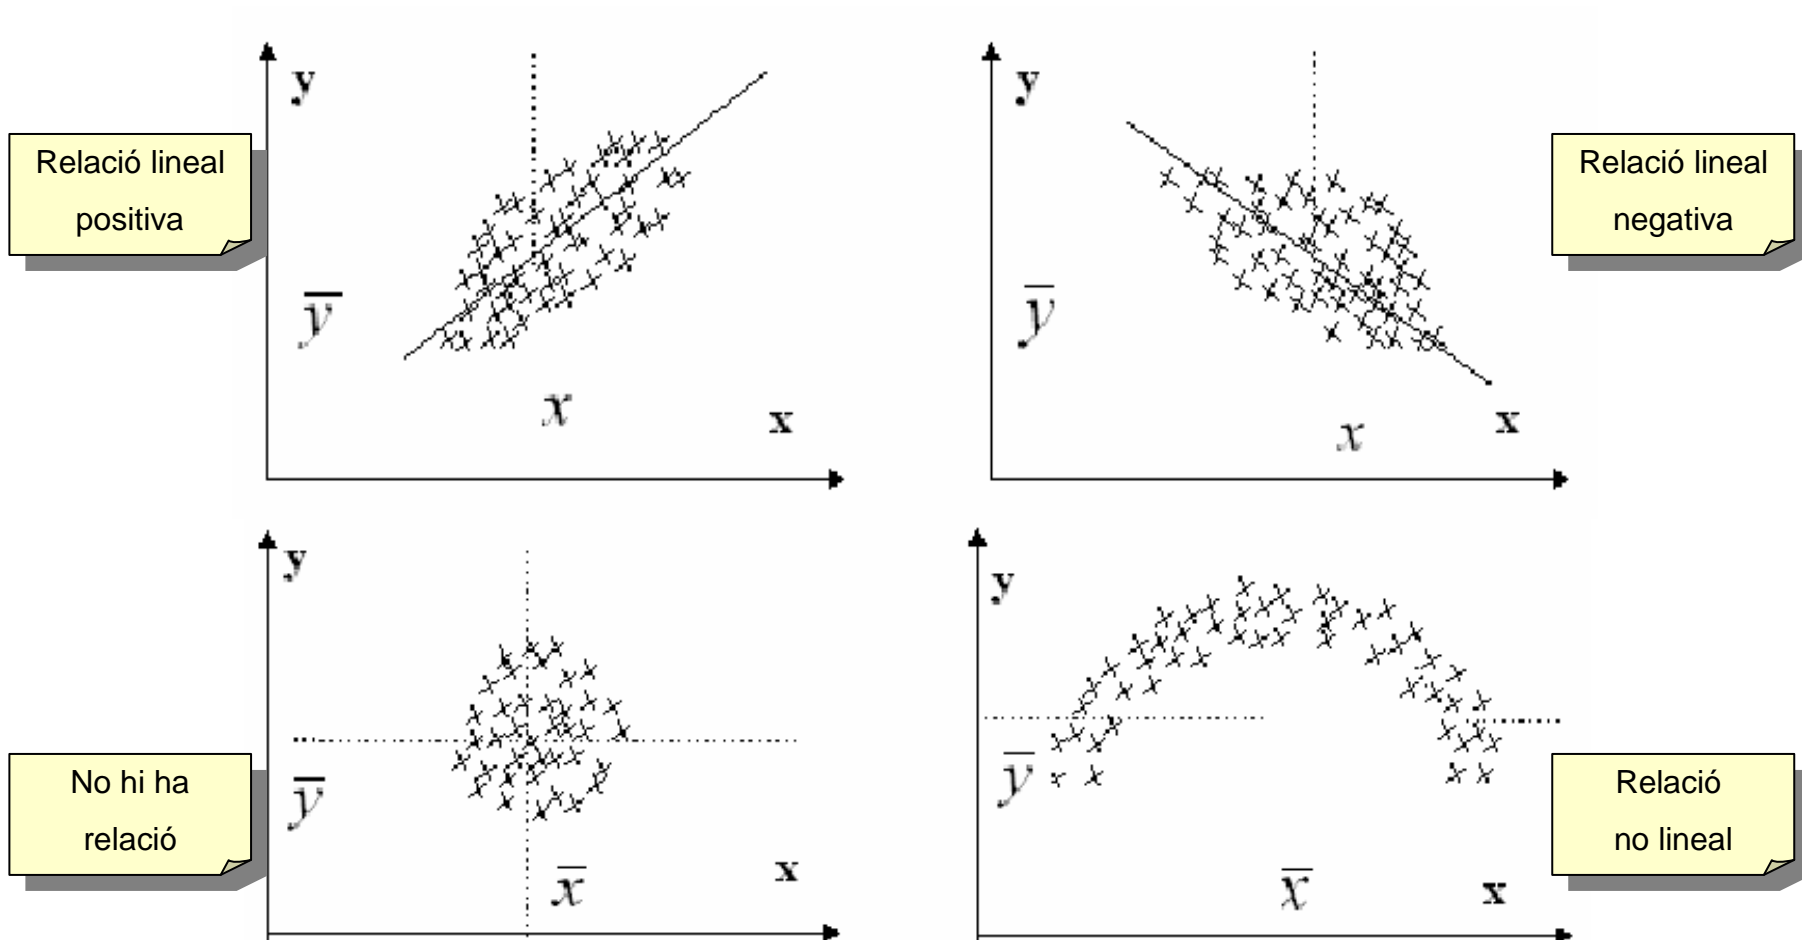 y
Relació lineal
positiva
y̅
x
x
y
Relació lineal
negativa
y̅
x
x
y
No hi ha
relació
y̅
x̅
x
y
y̅
Relació
no lineal
x̅
x